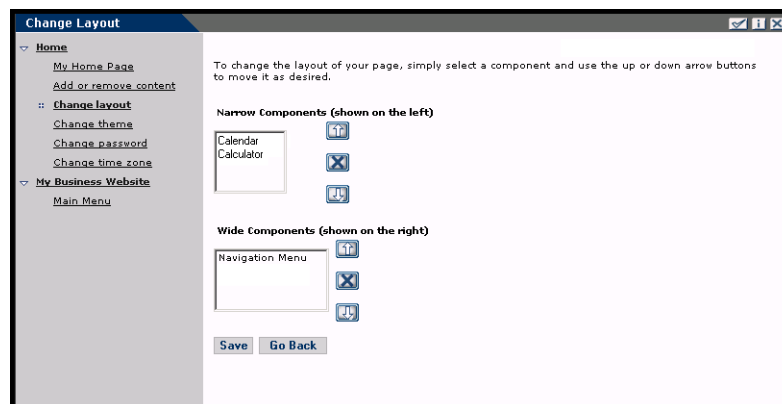 Change Layout
Home
My Home Page
Add or remove content
Change layout
Change theme
Change password
Change time zone
My Business Website
Main Menu
To change the layout of your page, simply select a component and use the up or down arrow buttons
to move it as desired.
Narrow Components (shown on the left)
Calendar
Calculator
Wide Components (shown on the right)
Navigation Menu
Save Go Back